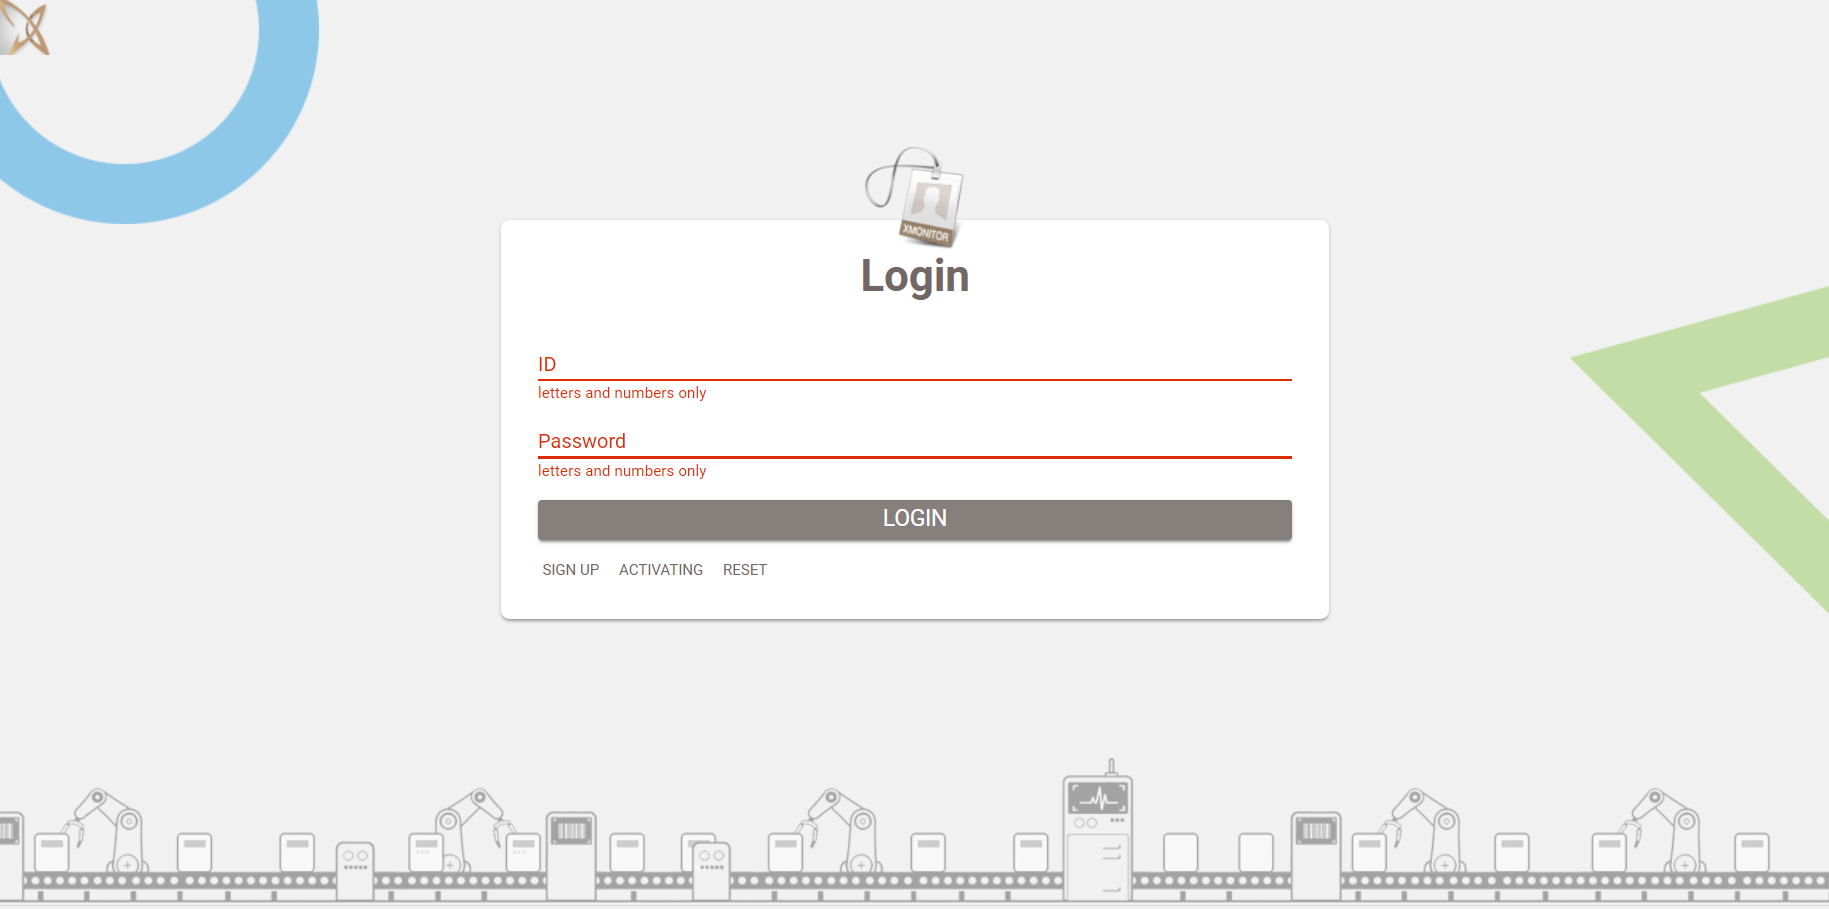 XMONITOR
Login
ID
letters and numbers only
Password
letters and numbers only
LOGIN
SIGN UP ACTIVATING RESET